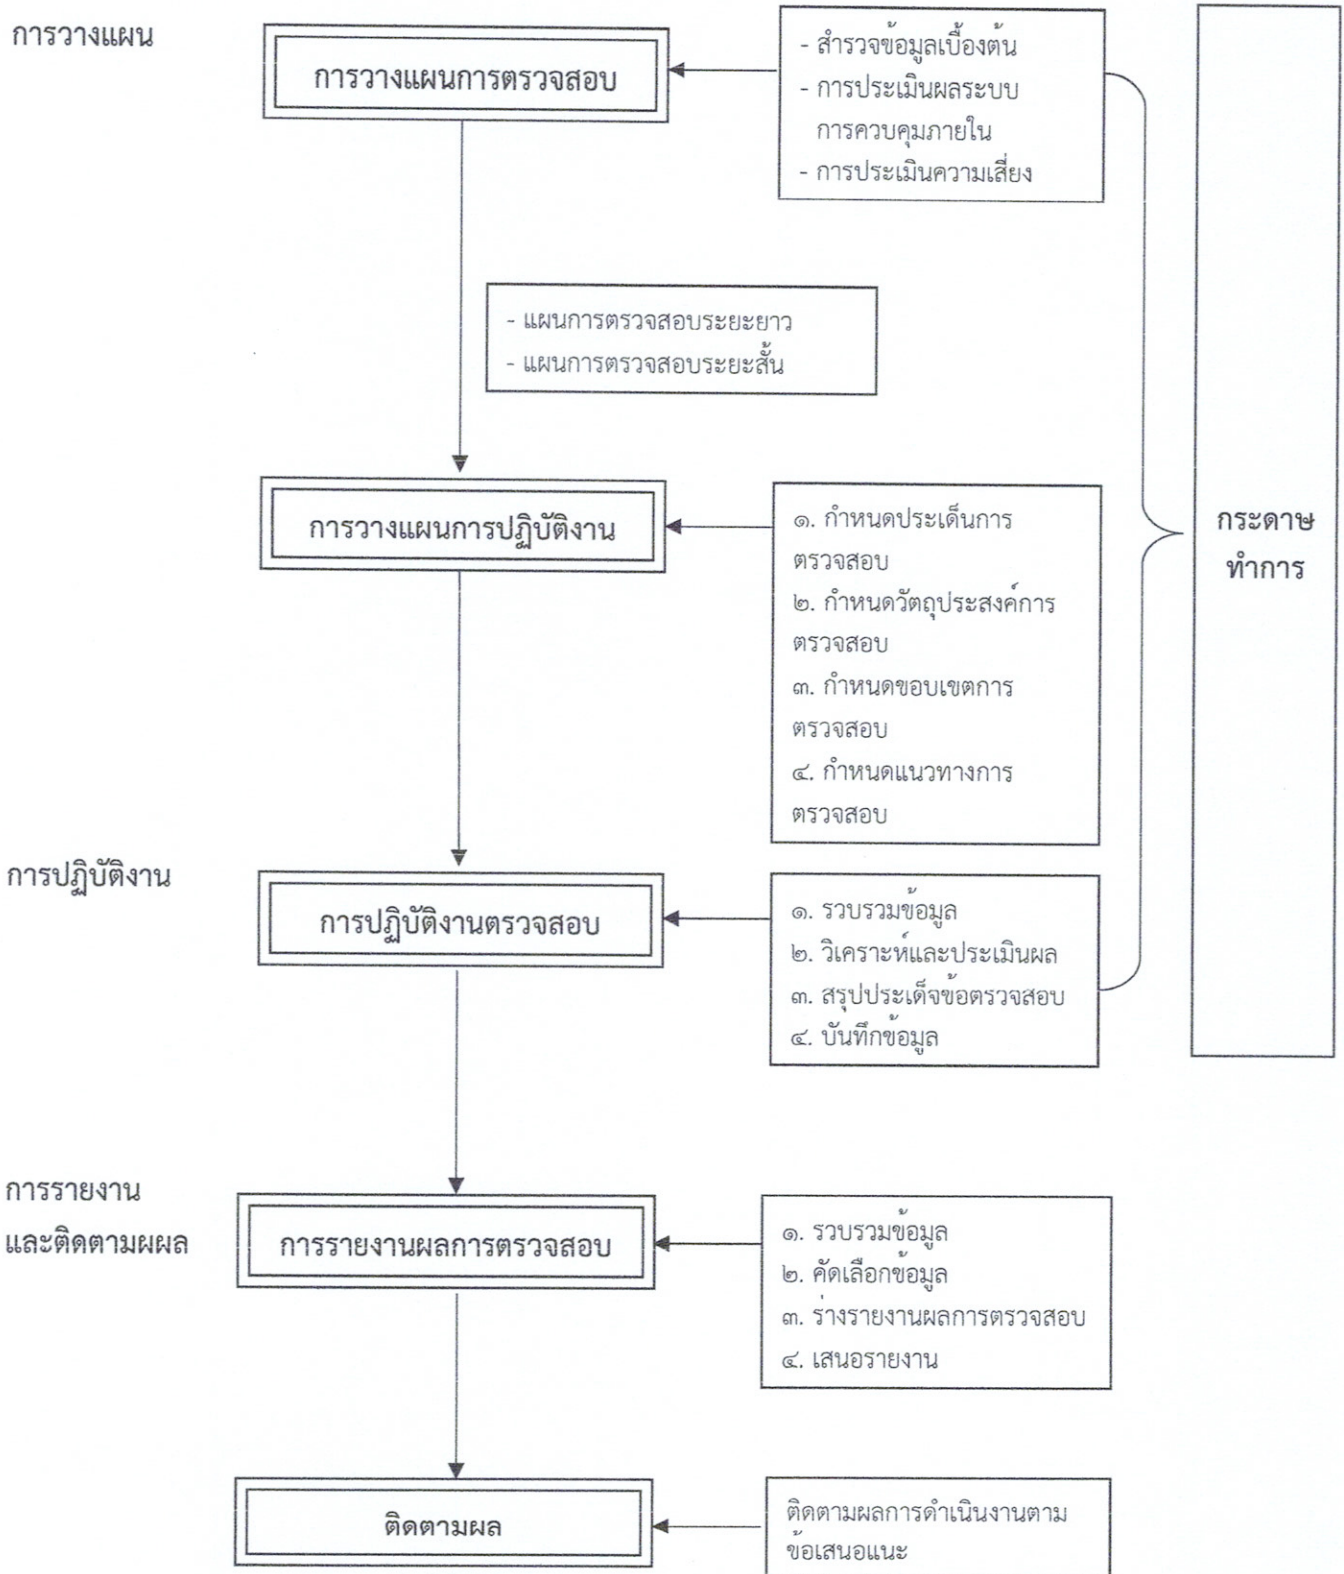 การวางแผน
การวางแผนการตรวจสอบ
- สำรวจข้อมูลเบื้องต้น
- การประเมินผลระบบ
การควบคุมภายใน
- การประเมินความเสี่ยง
- แผนการตรวจสอบระยะยาว
- แผนการตรวจสอบระยะสั้น
การวางแผนการปฏิบัติงาน
๑. กำหนดประเด็นการ
ตรวจสอบ
๒. กำหนดวัตถุประสงค์การ
ตรวจสอบ
๓. กำหนดขอบเขตการ
ตรวจสอบ
๔. กำหนดแนวทางการ
ตรวจสอบ
กระดาษ
ทำการ
การปฏิบัติงาน
การปฏิบัติงานตรวจสอบ
๑. รวบรวมข้อมูล
๒. วิเคราะห์และประเมินผล
๓. สรุปประเด็จข้อตรวจสอบ
๔. บันทึกข้อมูล
การรายงาน
และติดตามผผล
การรายงานผลการตรวจสอบ
๑. รวบรวมข้อมูล
๒. คัดเลือกข้อมูล
๓. ร่างรายงานผลการตรวจสอบ
๔. เสนอรายงาน
ติดตามผล
ติดตามผลการดำเนินงานตาม
ข้อเสนอแนะ